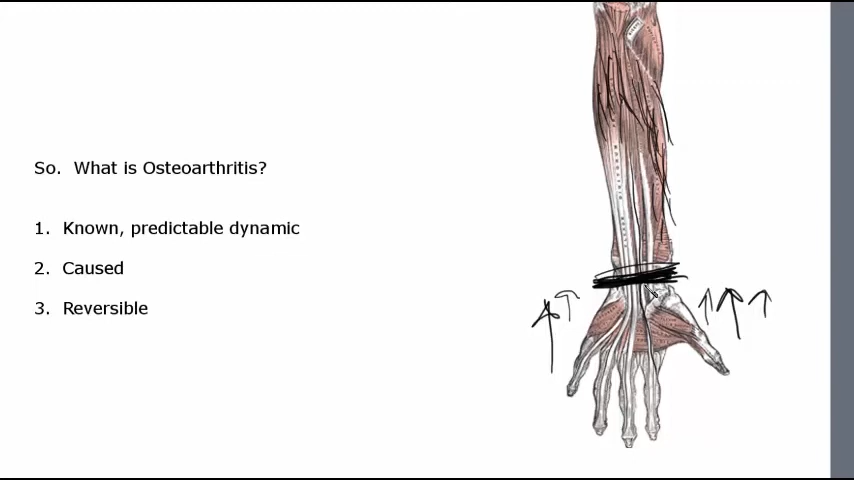 So. What is Osteoarthritis?
1. Known, predictable dynamic
2. Caused
3. Reversible